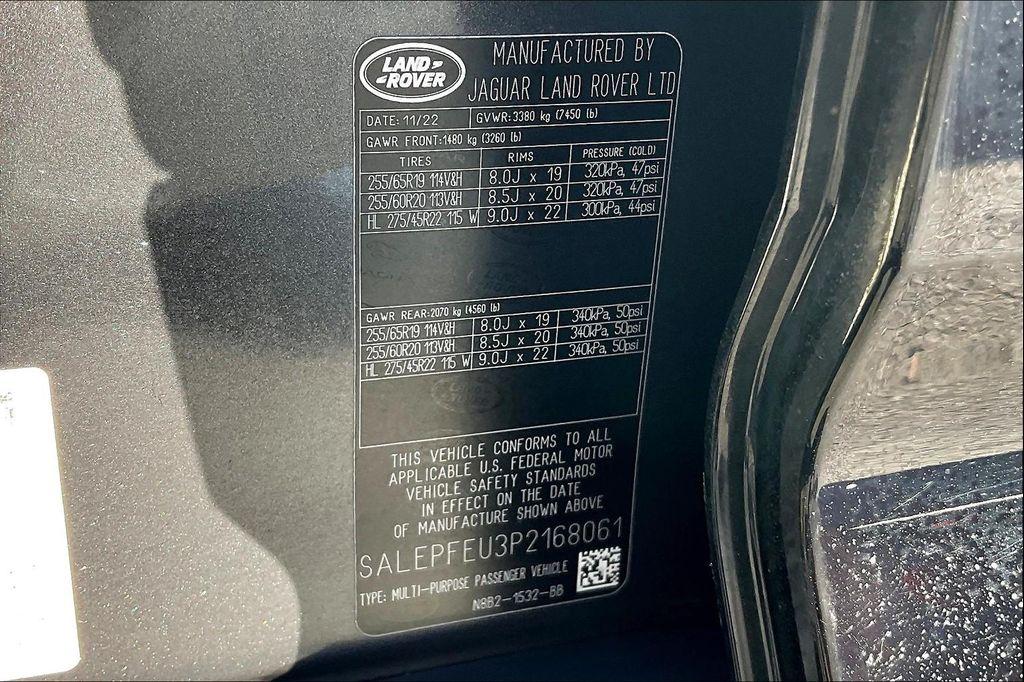 LAND ROVER
MANUFACTURED BY
JAGUAR LAND ROVER LTD
DATE: 11/22 GVWR:3380 kg (7450 lb)
GAWR FRONT:1480 kg (3260 lb)
TIRES RIMS PRESSURE (COLD)
255/65R19 114V&H 8.0J x 19 320kPa, 47psi
255/60R20 113V&H 8.5J x 20 320kPa, 47psi
HL 275/45R22 115 W 9.0J x 22 300kPa, 44psi
GAWR REAR:2070 kg (4560 lb)
255/65R19 114V&H 8.0J x 19 340kPa, 50psi
255/60R20 113V&H 8.5J x 20 340kPa, 50psi
HL 275/45R22 115 W 9.0J x 22 340kPa, 50psi
THIS VEHICLE CONFORMS TO ALL
APPLICABLE U.S. FEDERAL MOTOR
VEHICLE SAFETY STANDARDS
IN EFFECT ON THE DATE
OF MANUFACTURE SHOWN ABOVE
SALEPFEU3P2168061
TYPE: MULTI-PURPOSE PASSENGER VEHICLE
N8B2-1532-BB